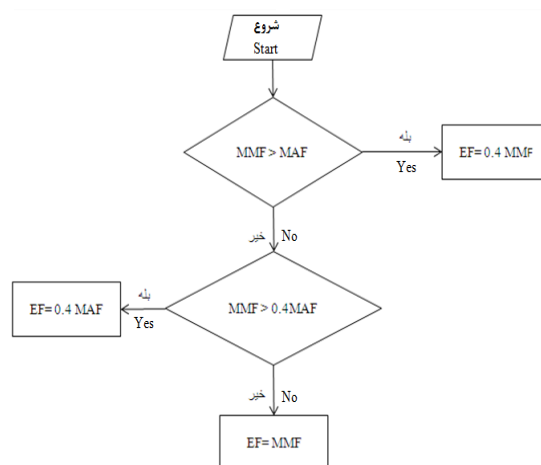 شروع
Start
MMF > MAF
بله
Yes
EF= 0.4 MMF
خیر No
MMF > 0.4MAF
بله
Yes
EF= 0.4 MAF
خیر No
EF= MMF